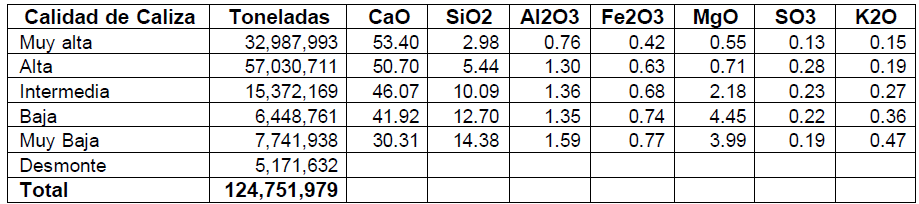 Calidad de Caliza Toneladas CaO SiO2 Al2O3 Fe2O3 MgO SO3 K2O
Muy alta 32,987,993 53.40 2.98 0.76 0.42 0.55 0.13 0.15
Alta 57,030,711 50.70 5.44 1.30 0.63 0.71 0.28 0.19
Intermedia 15,372,169 46.07 10.09 1.36 0.68 2.18 0.23 0.27
Baja 6,448,761 41.92 12.70 1.35 0.74 4.45 0.22 0.36
Muy Baja 7,741,938 30.31 14.38 1.59 0.77 3.99 0.19 0.47
Desmonte 5,171,632
Total 124,751,979